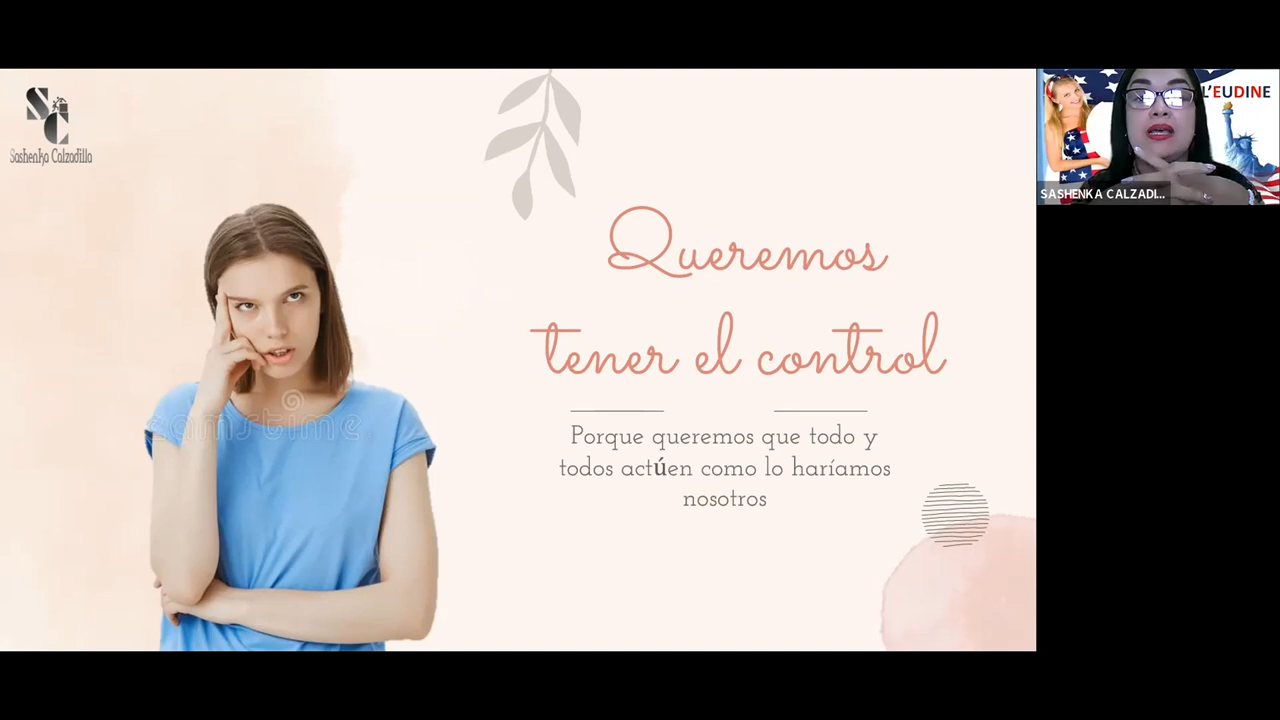 SC
Sashenka Calzadilla
L'EUDINE
SASHENKA CALZADI...
Queremos
tener el control
Porque queremos que todo y
todos actúen como lo haríamos
nosotros